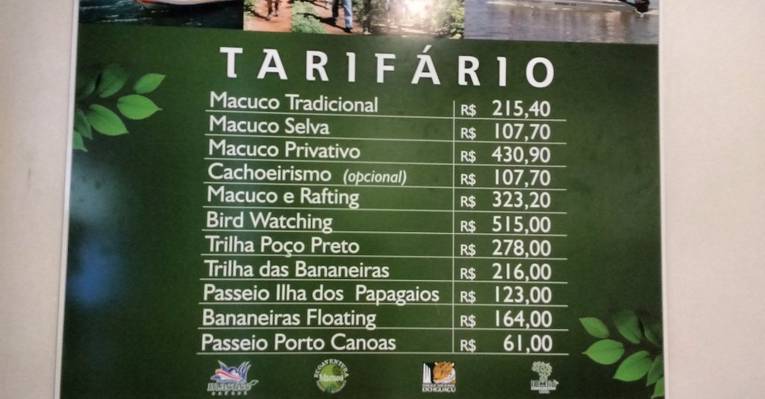 TARIFÁRIO
Macuco Tradicional R$ 215,40
Macuco Selva R$ 107,70
Macuco Privativo R$ 430,90
Cachoeirismo (opcional) R$ 107,70
Macuco e Rafting R$ 323,20
Bird Watching R$ 515,00
Trilha Poço Preto R$ 278,00
Trilha das Bananeiras R$ 216,00
Passeio Ilha dos Papagaios R$ 123,00
Bananeiras Floating R$ 164,00
Passeio Porto Canoas R$ 61,00